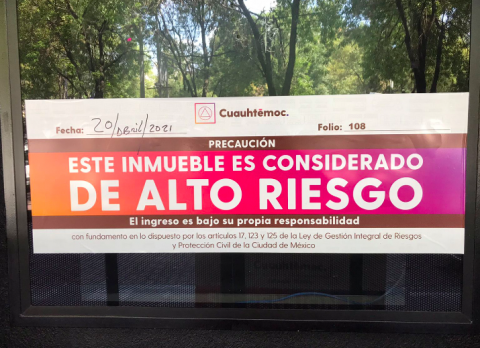 Cuauhtémoc.
Fecha: 20/abril/2021
Folio: 108
PRECAUCIÓN
ESTE INMUEBLE ES CONSIDERADO
DE ALTO RIESGO
El ingreso es bajo su propia responsabilidad
con fundamento en lo dispuesto por los artículos 17, 123 y 125 de la Ley de Gestión Integral de Riesgos
y Protección Civil de la Ciudad de México